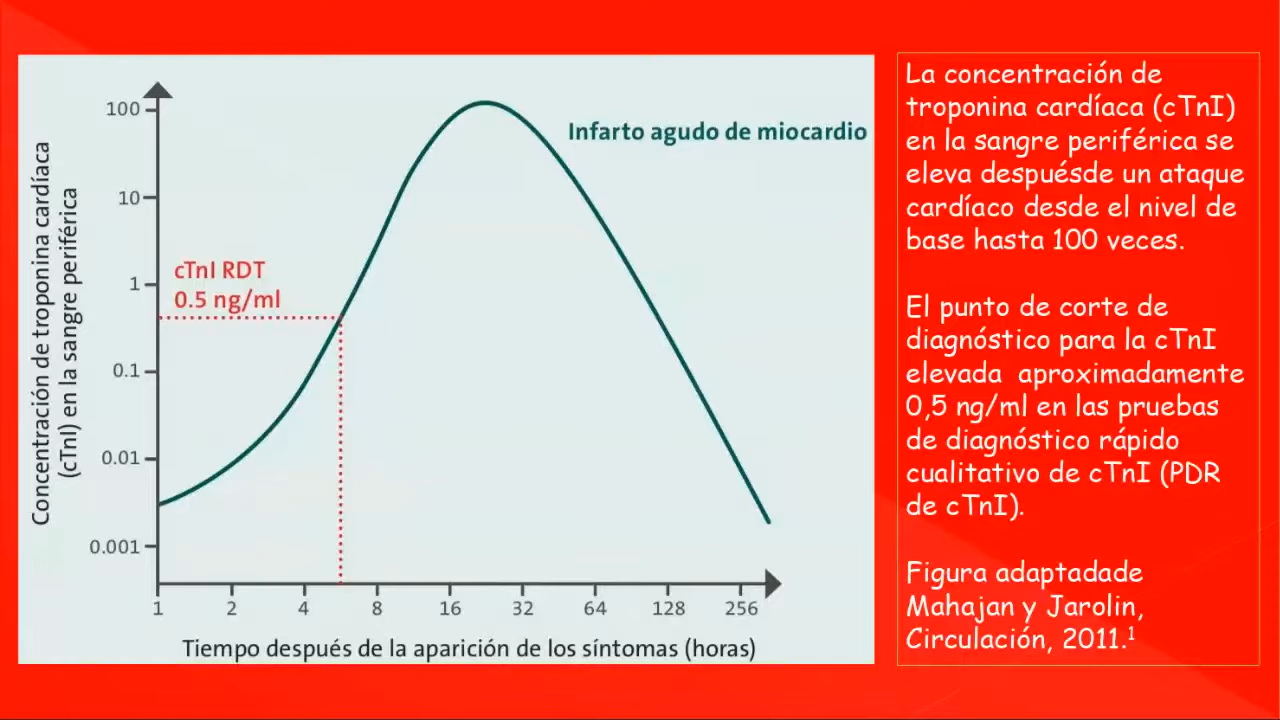 Concentración de troponina cardíaca
(cTnI) en la sangre periférica
100
10
1
0.1
0.01
0.001
Infarto agudo de miocardio
cTnI RDT
0.5 ng/ml
1 2 4 8 16 32 64 128 256
Tiempo después de la aparición de los síntomas (horas)
La concentración de
troponina cardíaca (cTnI)
en la sangre periférica se
eleva despuésde un ataque
cardíaco desde el nivel de
base hasta 100 veces.
El punto de corte de
diagnóstico para la cTnI
elevada aproximadamente
0,5 ng/ml en las pruebas
de diagnóstico rápido
cualitativo de cTnI (PDR
de cTnI).
Figura adaptadade
Mahajan y Jarolin,
Circulación, 2011.¹